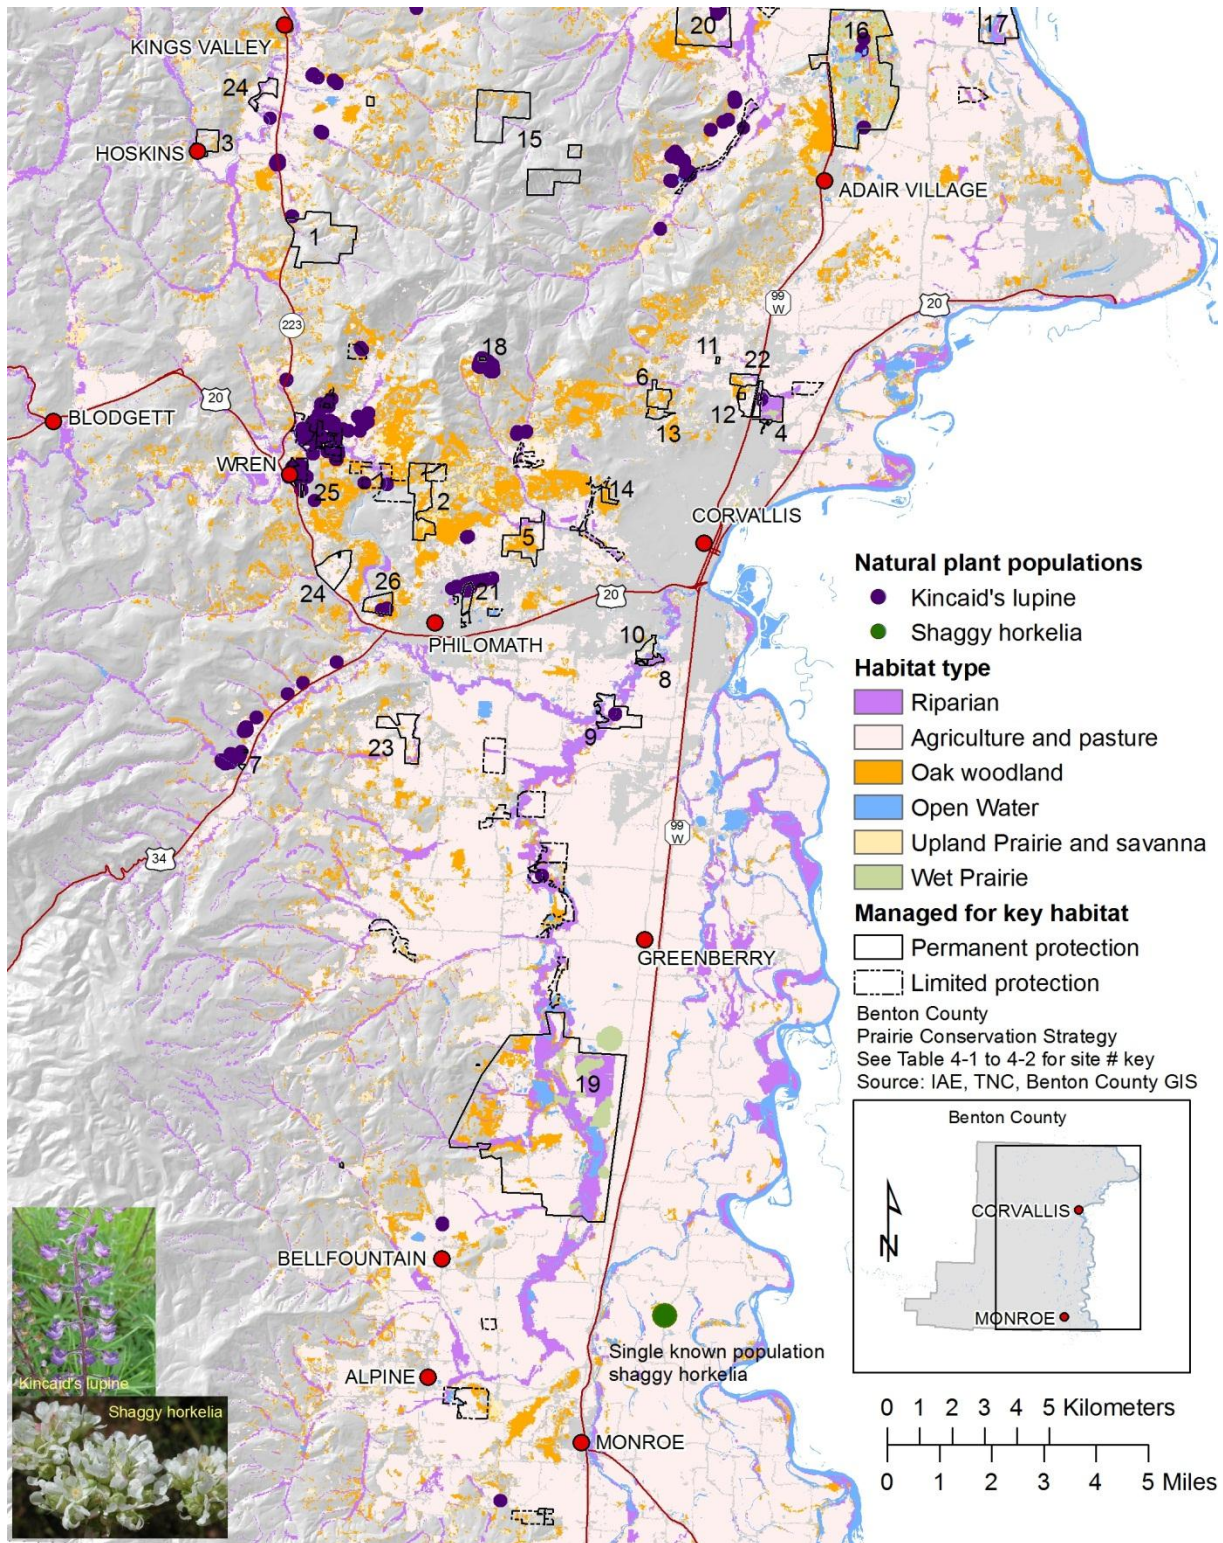 KINGS VALLEY
20
16
17
24
15
3
HOSKINS
ADAIR VILLAGE
1
99
W
20
223
18
11
22
6
20
BLODGETT
12
4
13
WREN
25
2
14
CORVALLIS
5
24
26
21
20
PHILOMATH
10
8
9
23
7
34
99
W
GREENBERRY
19
BELLFOUNTAIN
Single known population
shaggy horkelia
ALPINE
MONROE
Natural plant populations
Kincaid's lupine
Shaggy horkelia
Habitat type
Riparian
Agriculture and pasture
Oak woodland
Open Water
Upland Prairie and savanna
Wet Prairie
Managed for key habitat
Permanent protection
Limited protection
Benton County
Prairie Conservation Strategy
See Table 4-1 to 4-2 for site # key
Source: IAE, TNC, Benton County GIS
Benton County
CORVALLIS
N
MONROE
0 1 2 3 4 5 Kilometers
0 1 2 3 4 5 Miles
Kincaid's lupine
Shaggy horkelia